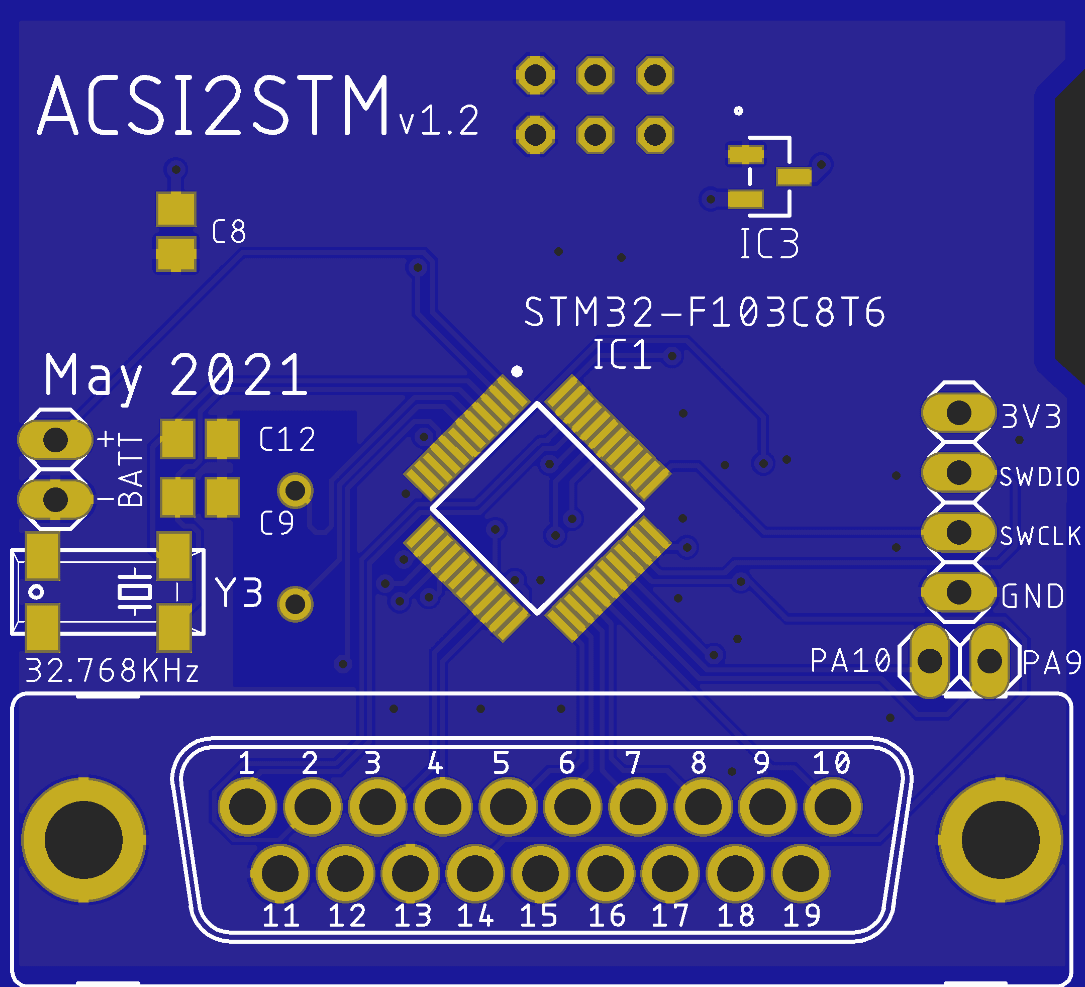 ACSI2STM v1.2
C8
IC3
STM32-F103C8T6
IC1
May 2021
+
BATT
-
C12
C9
Y3
32.768KHz
3V3
SWDIO
SWCLK
GND
PA10
PA9
1 2 3 4 5 6 7 8 9 10
11 12 13 14 15 16 17 18 19